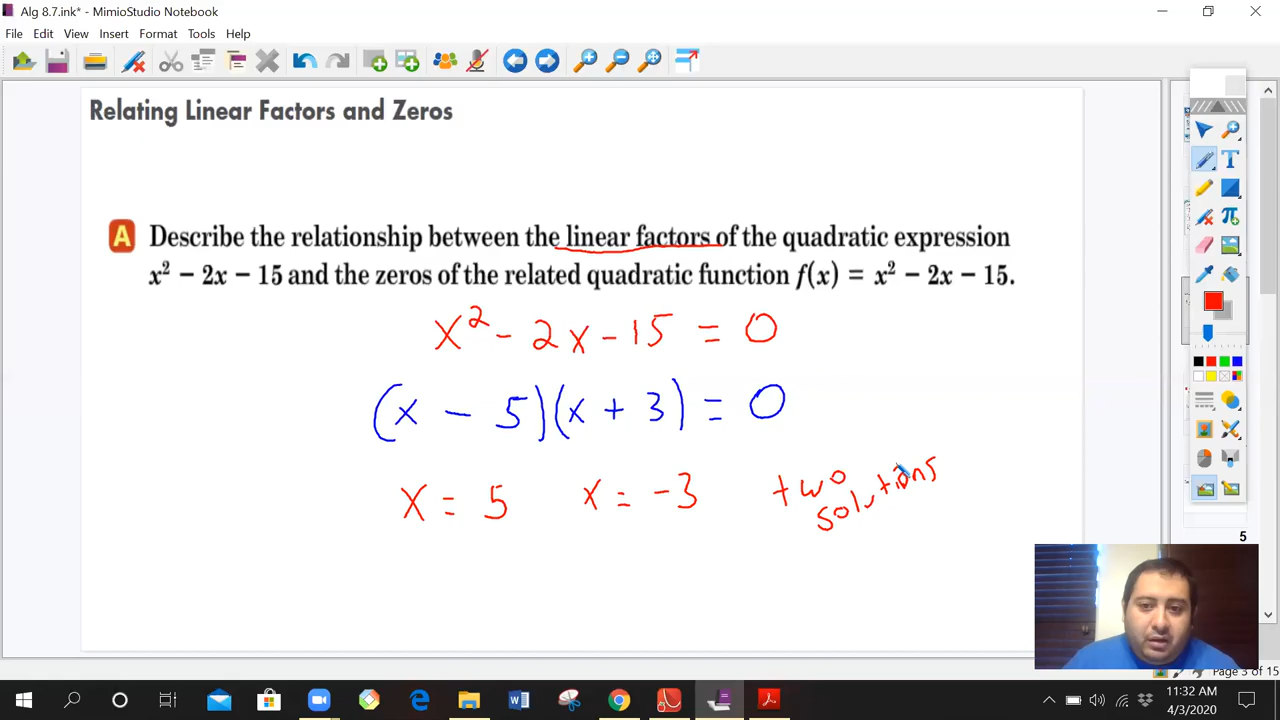 Alg 8.7.ink* - MimioStudio Notebook
File Edit View Insert Format Tools Help
Relating Linear Factors and Zeros
A Describe the relationship between the linear factors of the quadratic expression
x² − 2x − 15 and the zeros of the related quadratic function f(x) = x² − 2x − 15.
x² - 2x - 15 = 0
(x - 5)(x + 3) = 0
x = 5 x = -3 two
solutions
5
Page 3 of 15
11:32 AM
4/3/2020